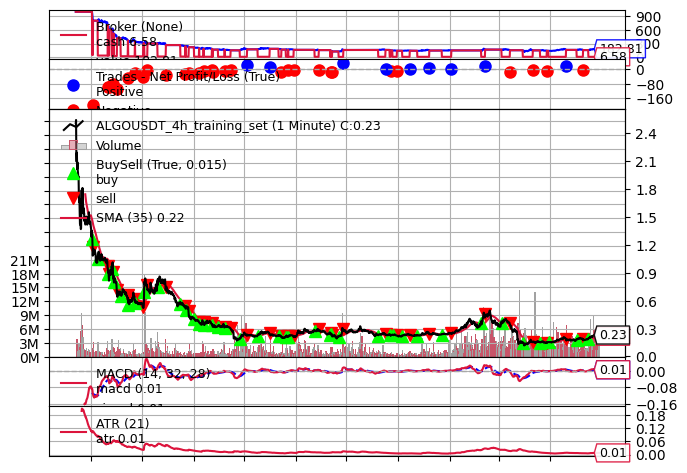 Broker (None)
cash 6.58
900
600
6.58
Trades - Net Profit/Loss (True)
Positive
0
−80
−160
ALGOUSDT_4h_training_set (1 Minute) C:0.23
Volume
BuySell (True, 0.015)
buy
sell
SMA (35) 0.22
2.4
2.1
1.8
1.5
1.2
0.9
0.6
0.3
0.23
0.0
21M
18M
15M
12M
9M
6M
3M
0M
MACD (14, 32, 28)
macd 0.01
0.01
0.00
−0.08
−0.16
ATR (21)
atr 0.01
0.18
0.12
0.06
0.00
0.01